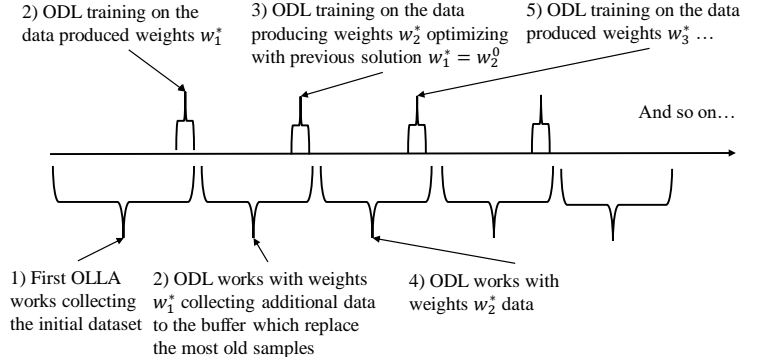 2) ODL training on the
data produced weights w₁*
3) ODL training on the data
producing weights w₂* optimizing
with previous solution w₁* = w₂⁰
5) ODL training on the data
produced weights w₃* …
And so on…
1) First OLLA
works collecting
the initial dataset
2) ODL works with weights
w₁* collecting additional data
to the buffer which replace
the most old samples
4) ODL works with
weights w₂* data